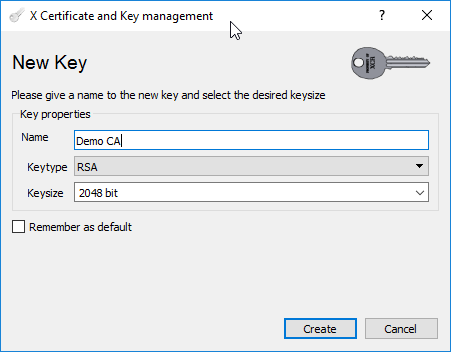 X Certificate and Key management
?
New Key
Please give a name to the new key and select the desired keysize
Key properties
Name
Demo CA
Keytype
RSA
Keysize
2048 bit
Remember as default
Create
Cancel